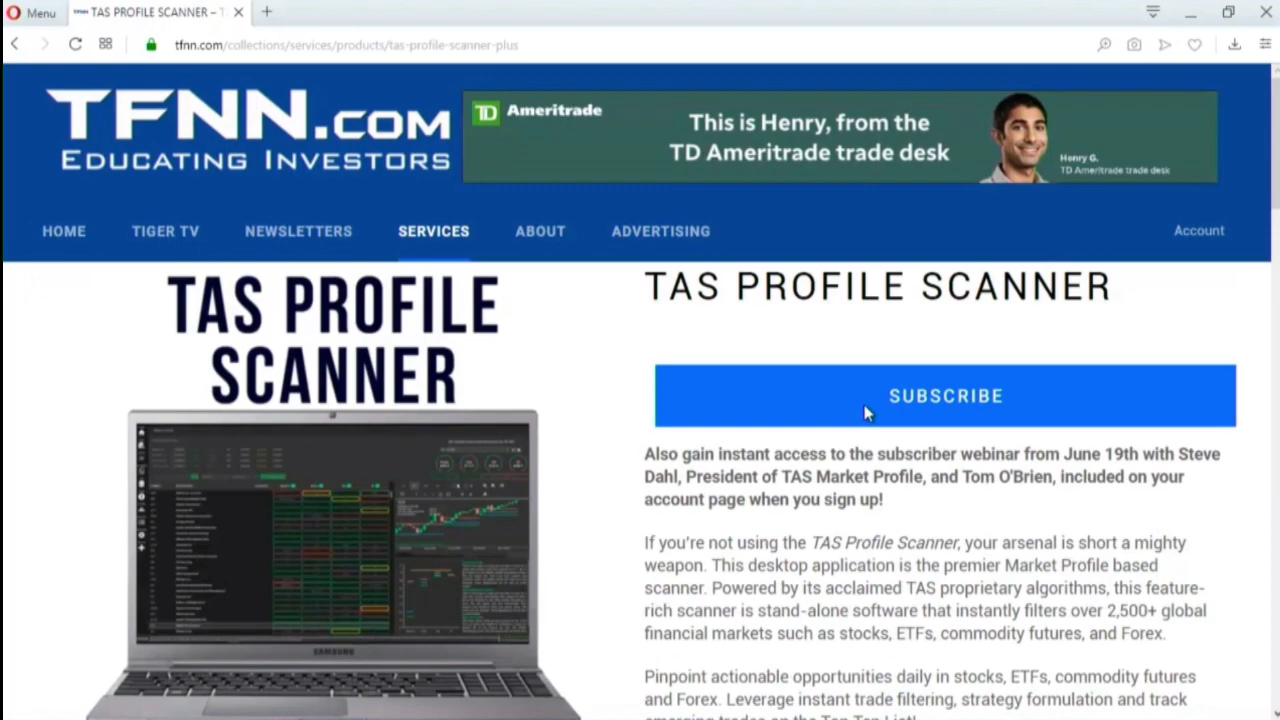 Menu
TAS PROFILE SCANNER –
tfnn.com/collections/services/products/tas-profile-scanner-plus
TFNN.COM
EDUCATING INVESTORS
TD Ameritrade
This is Henry, from the
TD Ameritrade trade desk
Henry G.
TD Ameritrade trade desk
HOME
TIGER TV
NEWSLETTERS
SERVICES
ABOUT
ADVERTISING
Account
TAS PROFILE
SCANNER
SAMSUNG
TAS PROFILE SCANNER
SUBSCRIBE
Also gain instant access to the subscriber webinar from June 19th with Steve
Dahl, President of TAS Market Profile, and Tom O'Brien, included on your
account page when you sign up!
If you're not using the TAS Profile Scanner, your arsenal is short a mighty
weapon. This desktop application is the premier Market Profile based
scanner. Powered by its acclaimed TAS proprietary algorithms, this feature-
rich scanner is stand-alone software that instantly filters over 2,500+ global
financial markets such as stocks, ETFs, commodity futures, and Forex.
Pinpoint actionable opportunities daily in stocks, ETFs, commodity futures
and Forex. Leverage instant trade filtering, strategy formulation and track
emerging trades on the Top Ten List!